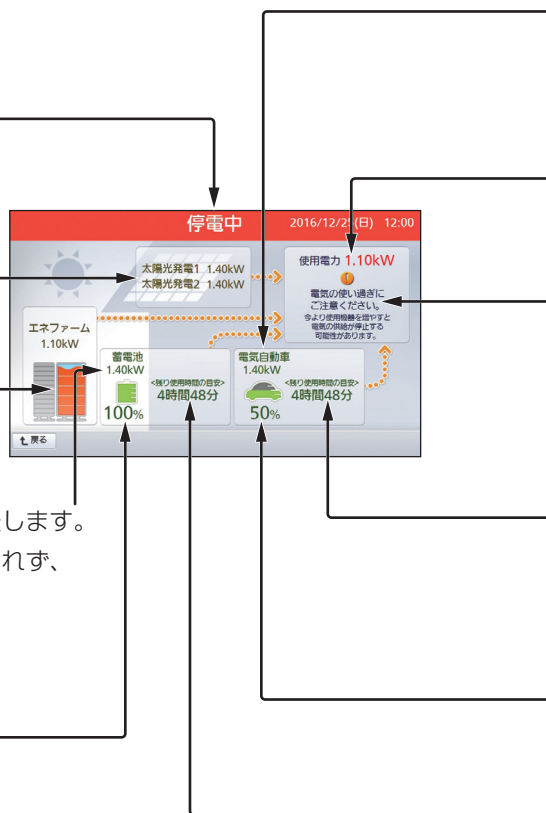 停電中
2016/12/25(日) 12:00
太陽光発電1 1.40kW
太陽光発電2 1.40kW
使用電力 1.10kW
電気の使い過ぎに
ご注意ください。
今より使用機器を増やすと
電気の供給が停止する
可能性があります。
エネファーム
1.10kW
蓄電池
1.40kW
100%
<残り使用時間の目安>
4時間48分
電気自動車
1.40kW
50%
<残り使用時間の目安>
4時間48分
戻る
します。
れず、